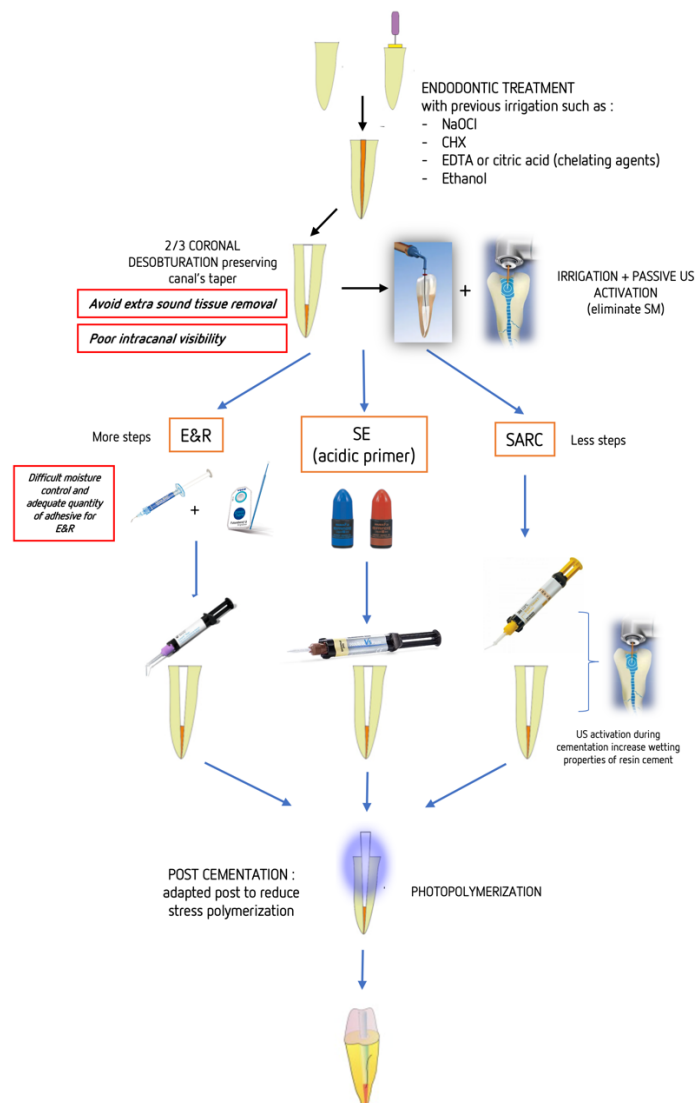 ENDODONTIC TREATMENT
with previous irrigation such as :
- NaOCl
- CHX
- EDTA or citric acid (chelating agents)
- Ethanol
2/3 CORONAL
DESOBTURATION preserving
canal's taper
Avoid extra sound tissue removal
Poor intracanal visibility
+
IRRIGATION + PASSIVE US
ACTIVATION
(eliminate SM)
More steps
E&R
SE
(acidic primer)
SARC
Less steps
Difficult moisture
control and
adequate quantity
of adhesive for
E&R
+
US activation during
cementation increase wetting
properties of resin cement
POST CEMENTATION :
adapted post to reduce
stress polymerization
PHOTOPOLYMERIZATION